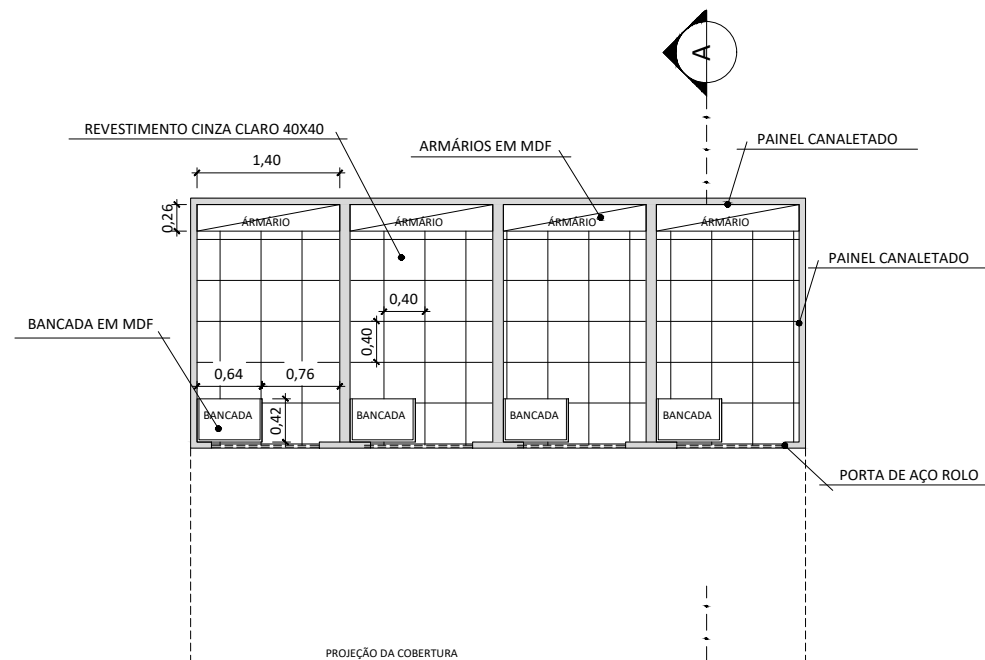 A
REVESTIMENTO CINZA CLARO 40X40
ARMÁRIOS EM MDF
PAINEL CANALETADO
1,40
0,26
ÁRMÁRIO
ÁRMÁRIO
ÁRMÁRIO
ÁRMÁRIO
PAINEL CANALETADO
0,40
0,40
BANCADA EM MDF
0,64
0,76
0,42
BANCADA
BANCADA
BANCADA
BANCADA
PORTA DE AÇO ROLO
PROJEÇÃO DA COBERTURA